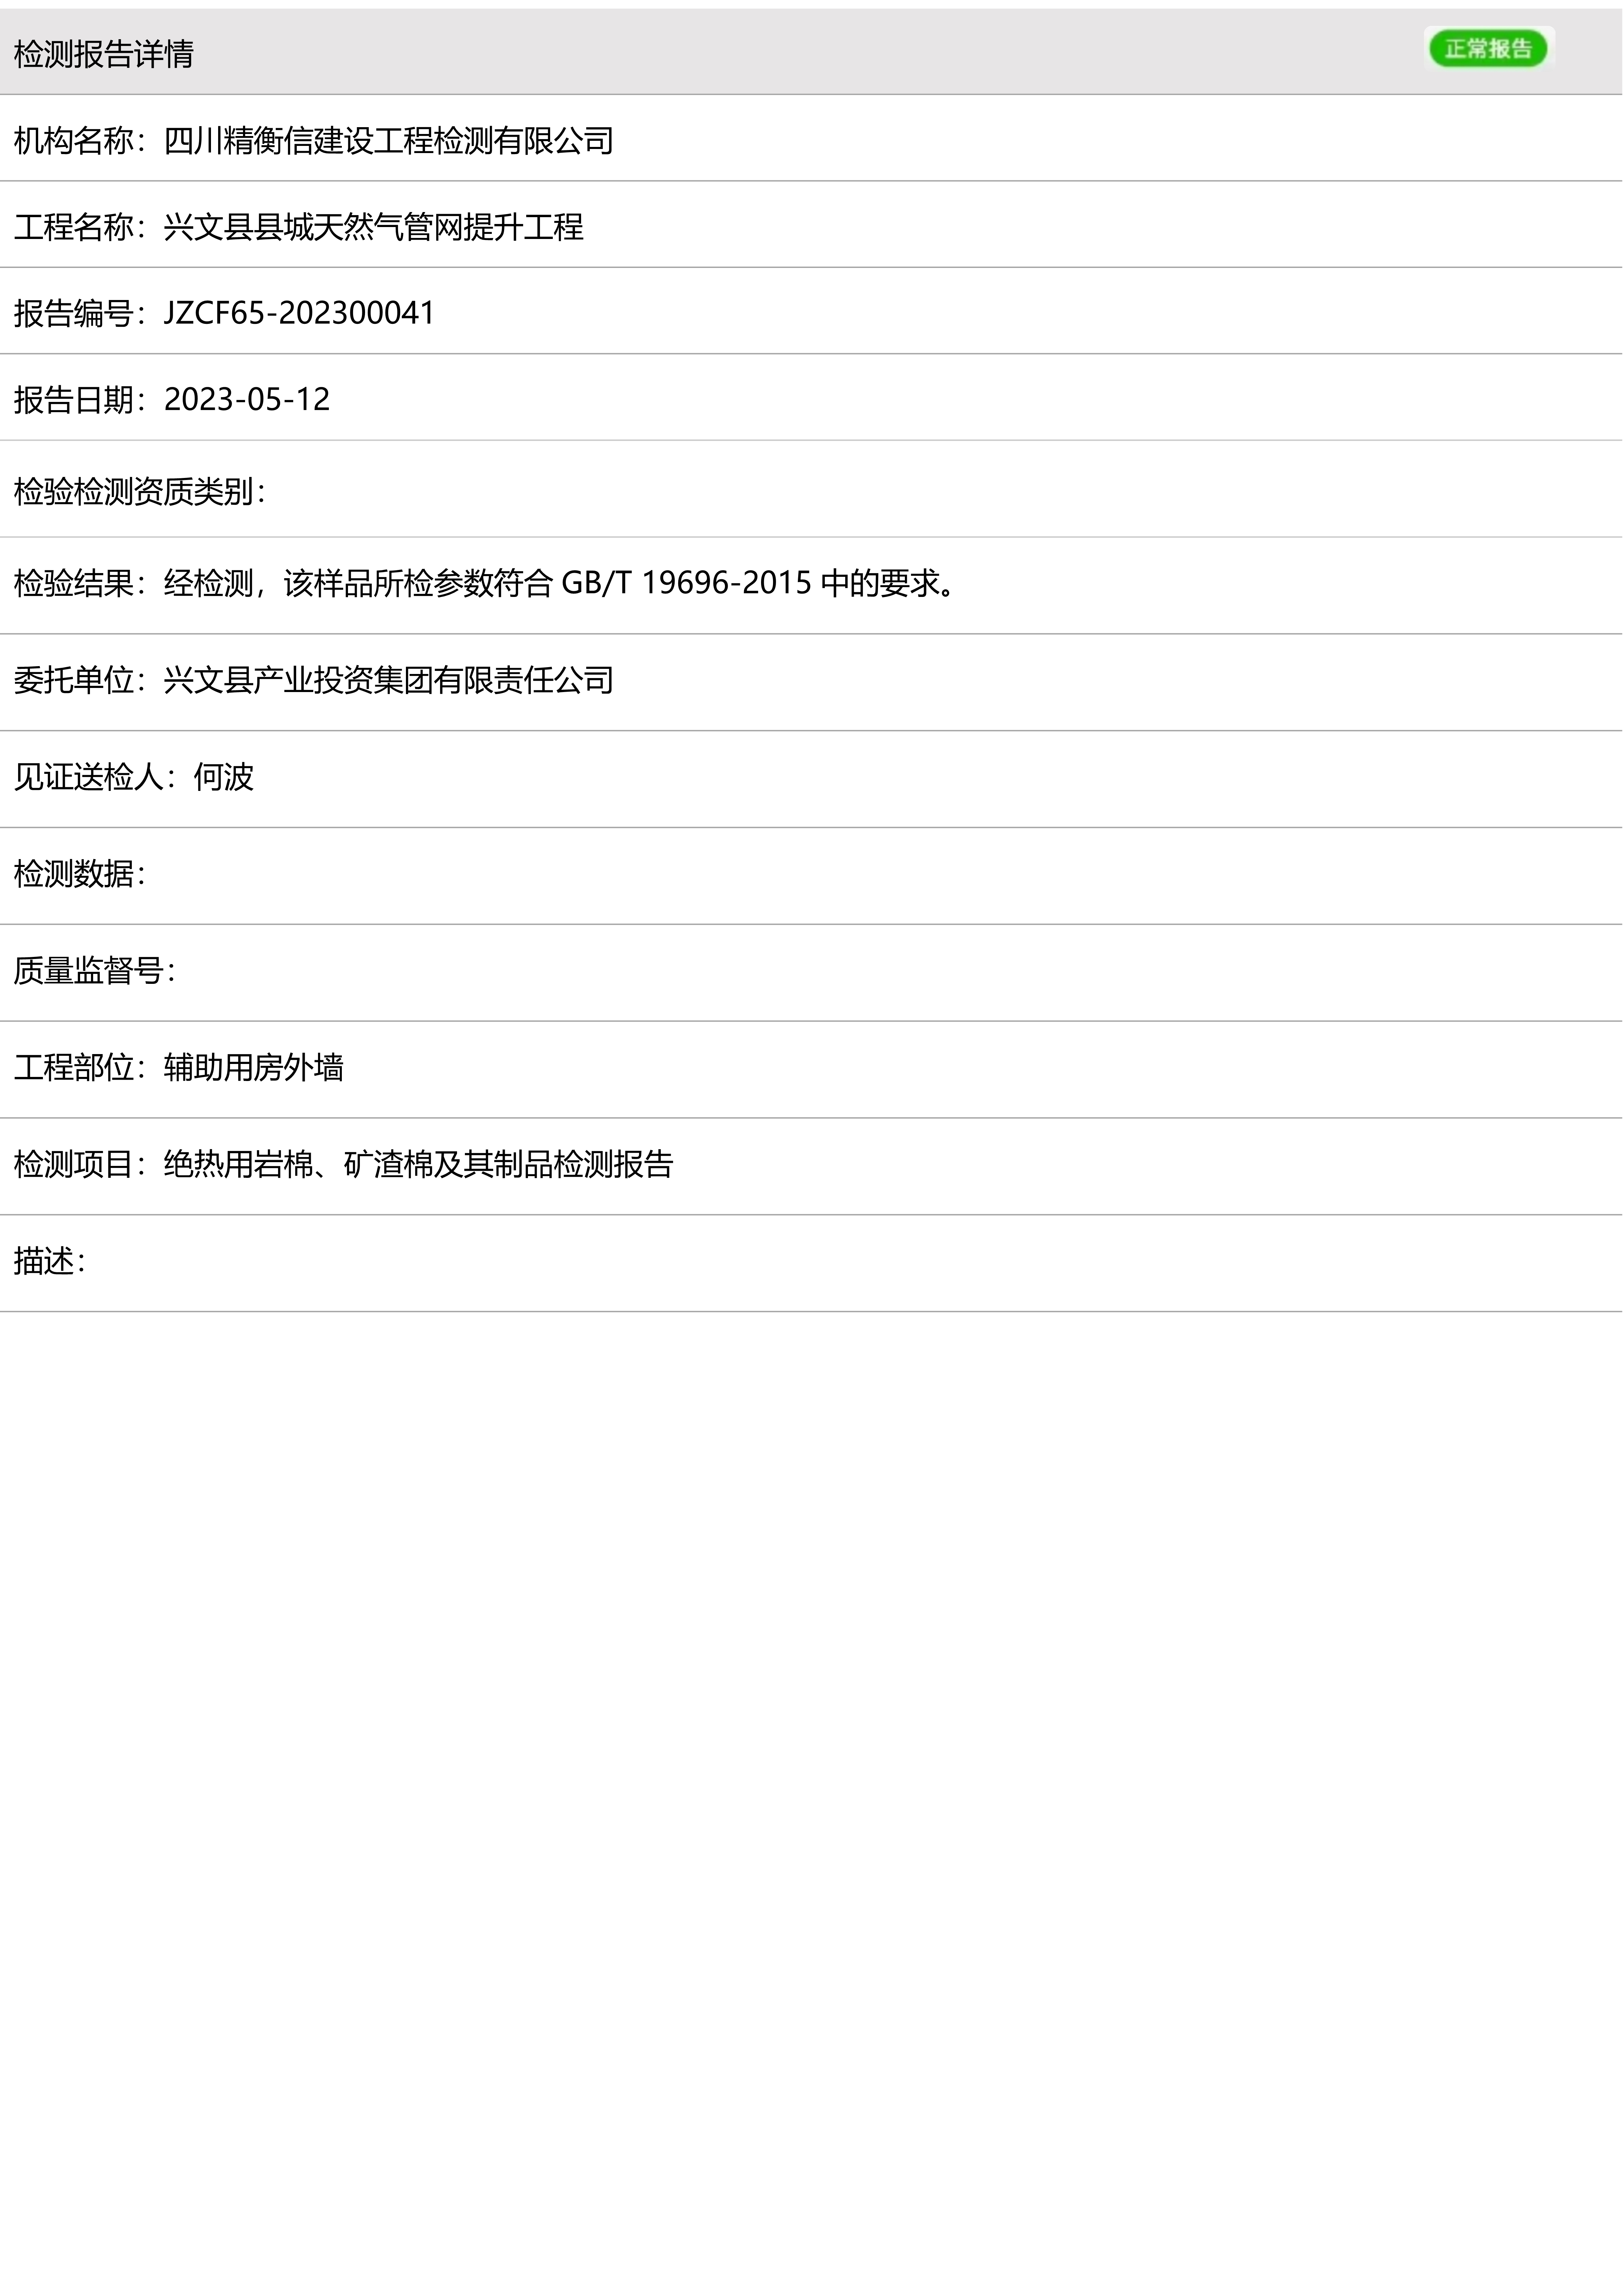 检测报告详情
正常报告
机构名称：四川精衡信建设工程检测有限公司
工程名称：兴文县县城天然气管网提升工程
报告编号：JZCF65-202300041
报告日期：2023-05-12
检验检测资质类别：
检验结果：经检测，该样品所检参数符合 GB/T 19696-2015 中的要求。
委托单位：兴文县产业投资集团有限责任公司
见证送检人：何波
检测数据：
质量监督号：
工程部位：辅助用房外墙
检测项目：绝热用岩棉、矿渣棉及其制品检测报告
描述：